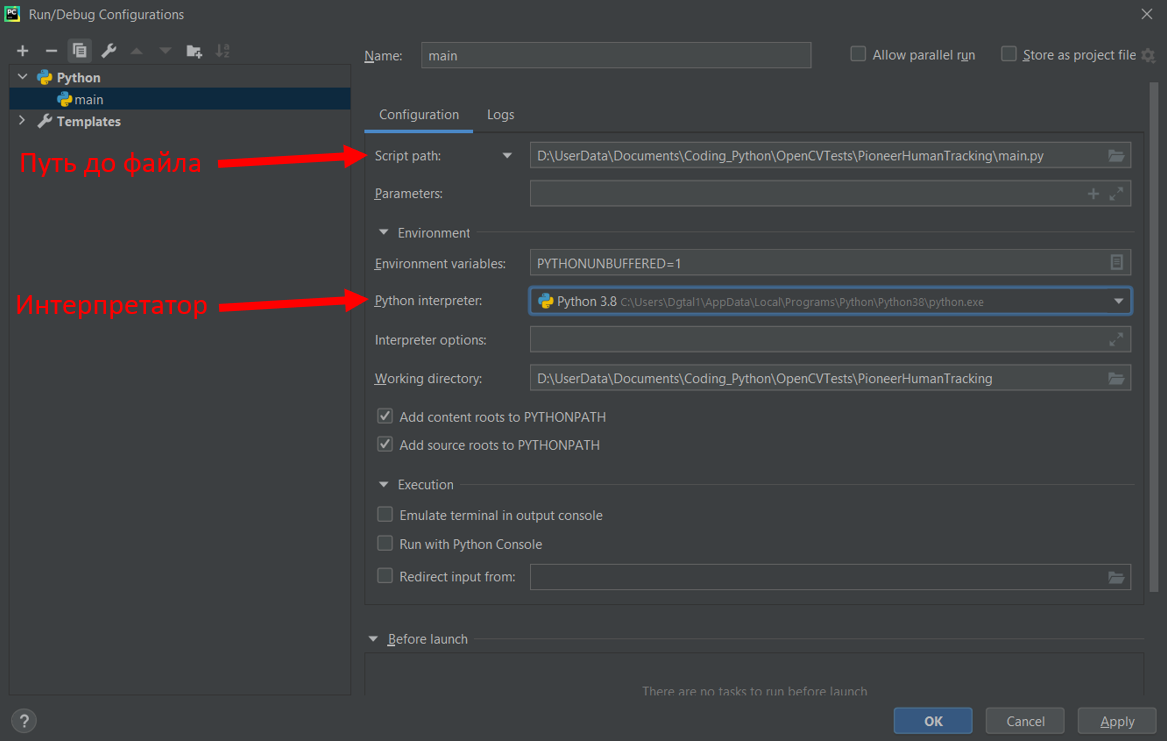 Run/Debug Configurations
Name: main
Allow parallel run
Store as project file
Python
main
Templates
Configuration
Logs
Путь до файла
Script path: D:\UserData\Documents\Coding_Python\OpenCVTests\PioneerHumanTracking\main.py
Parameters:
Environment
Environment variables: PYTHONUNBUFFERED=1
Интерпретатор
Python interpreter: Python 3.8 C:\Users\Dgtal1\AppData\Local\Programs\Python\Python38\python.exe
Interpreter options:
Working directory: D:\UserData\Documents\Coding_Python\OpenCVTests\PioneerHumanTracking
Add content roots to PYTHONPATH
Add source roots to PYTHONPATH
Execution
Emulate terminal in output console
Run with Python Console
Redirect input from:
Before launch
There are no tasks to run before launch
?
OK
Cancel
Apply